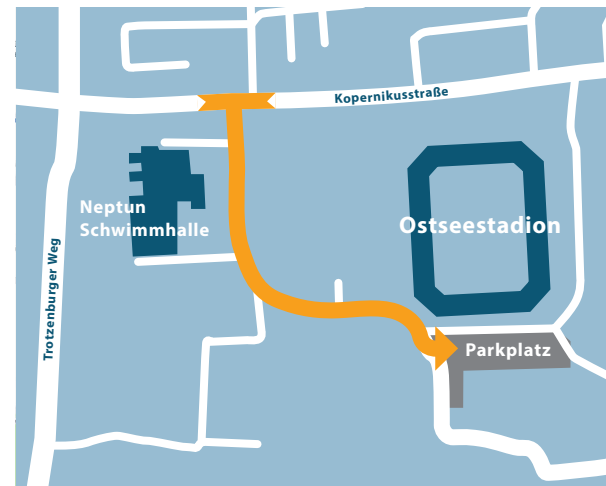 Kopernikusstraße
Neptun
Schwimmhalle
Ostseestadion
Trotzenburger Weg
Parkplatz